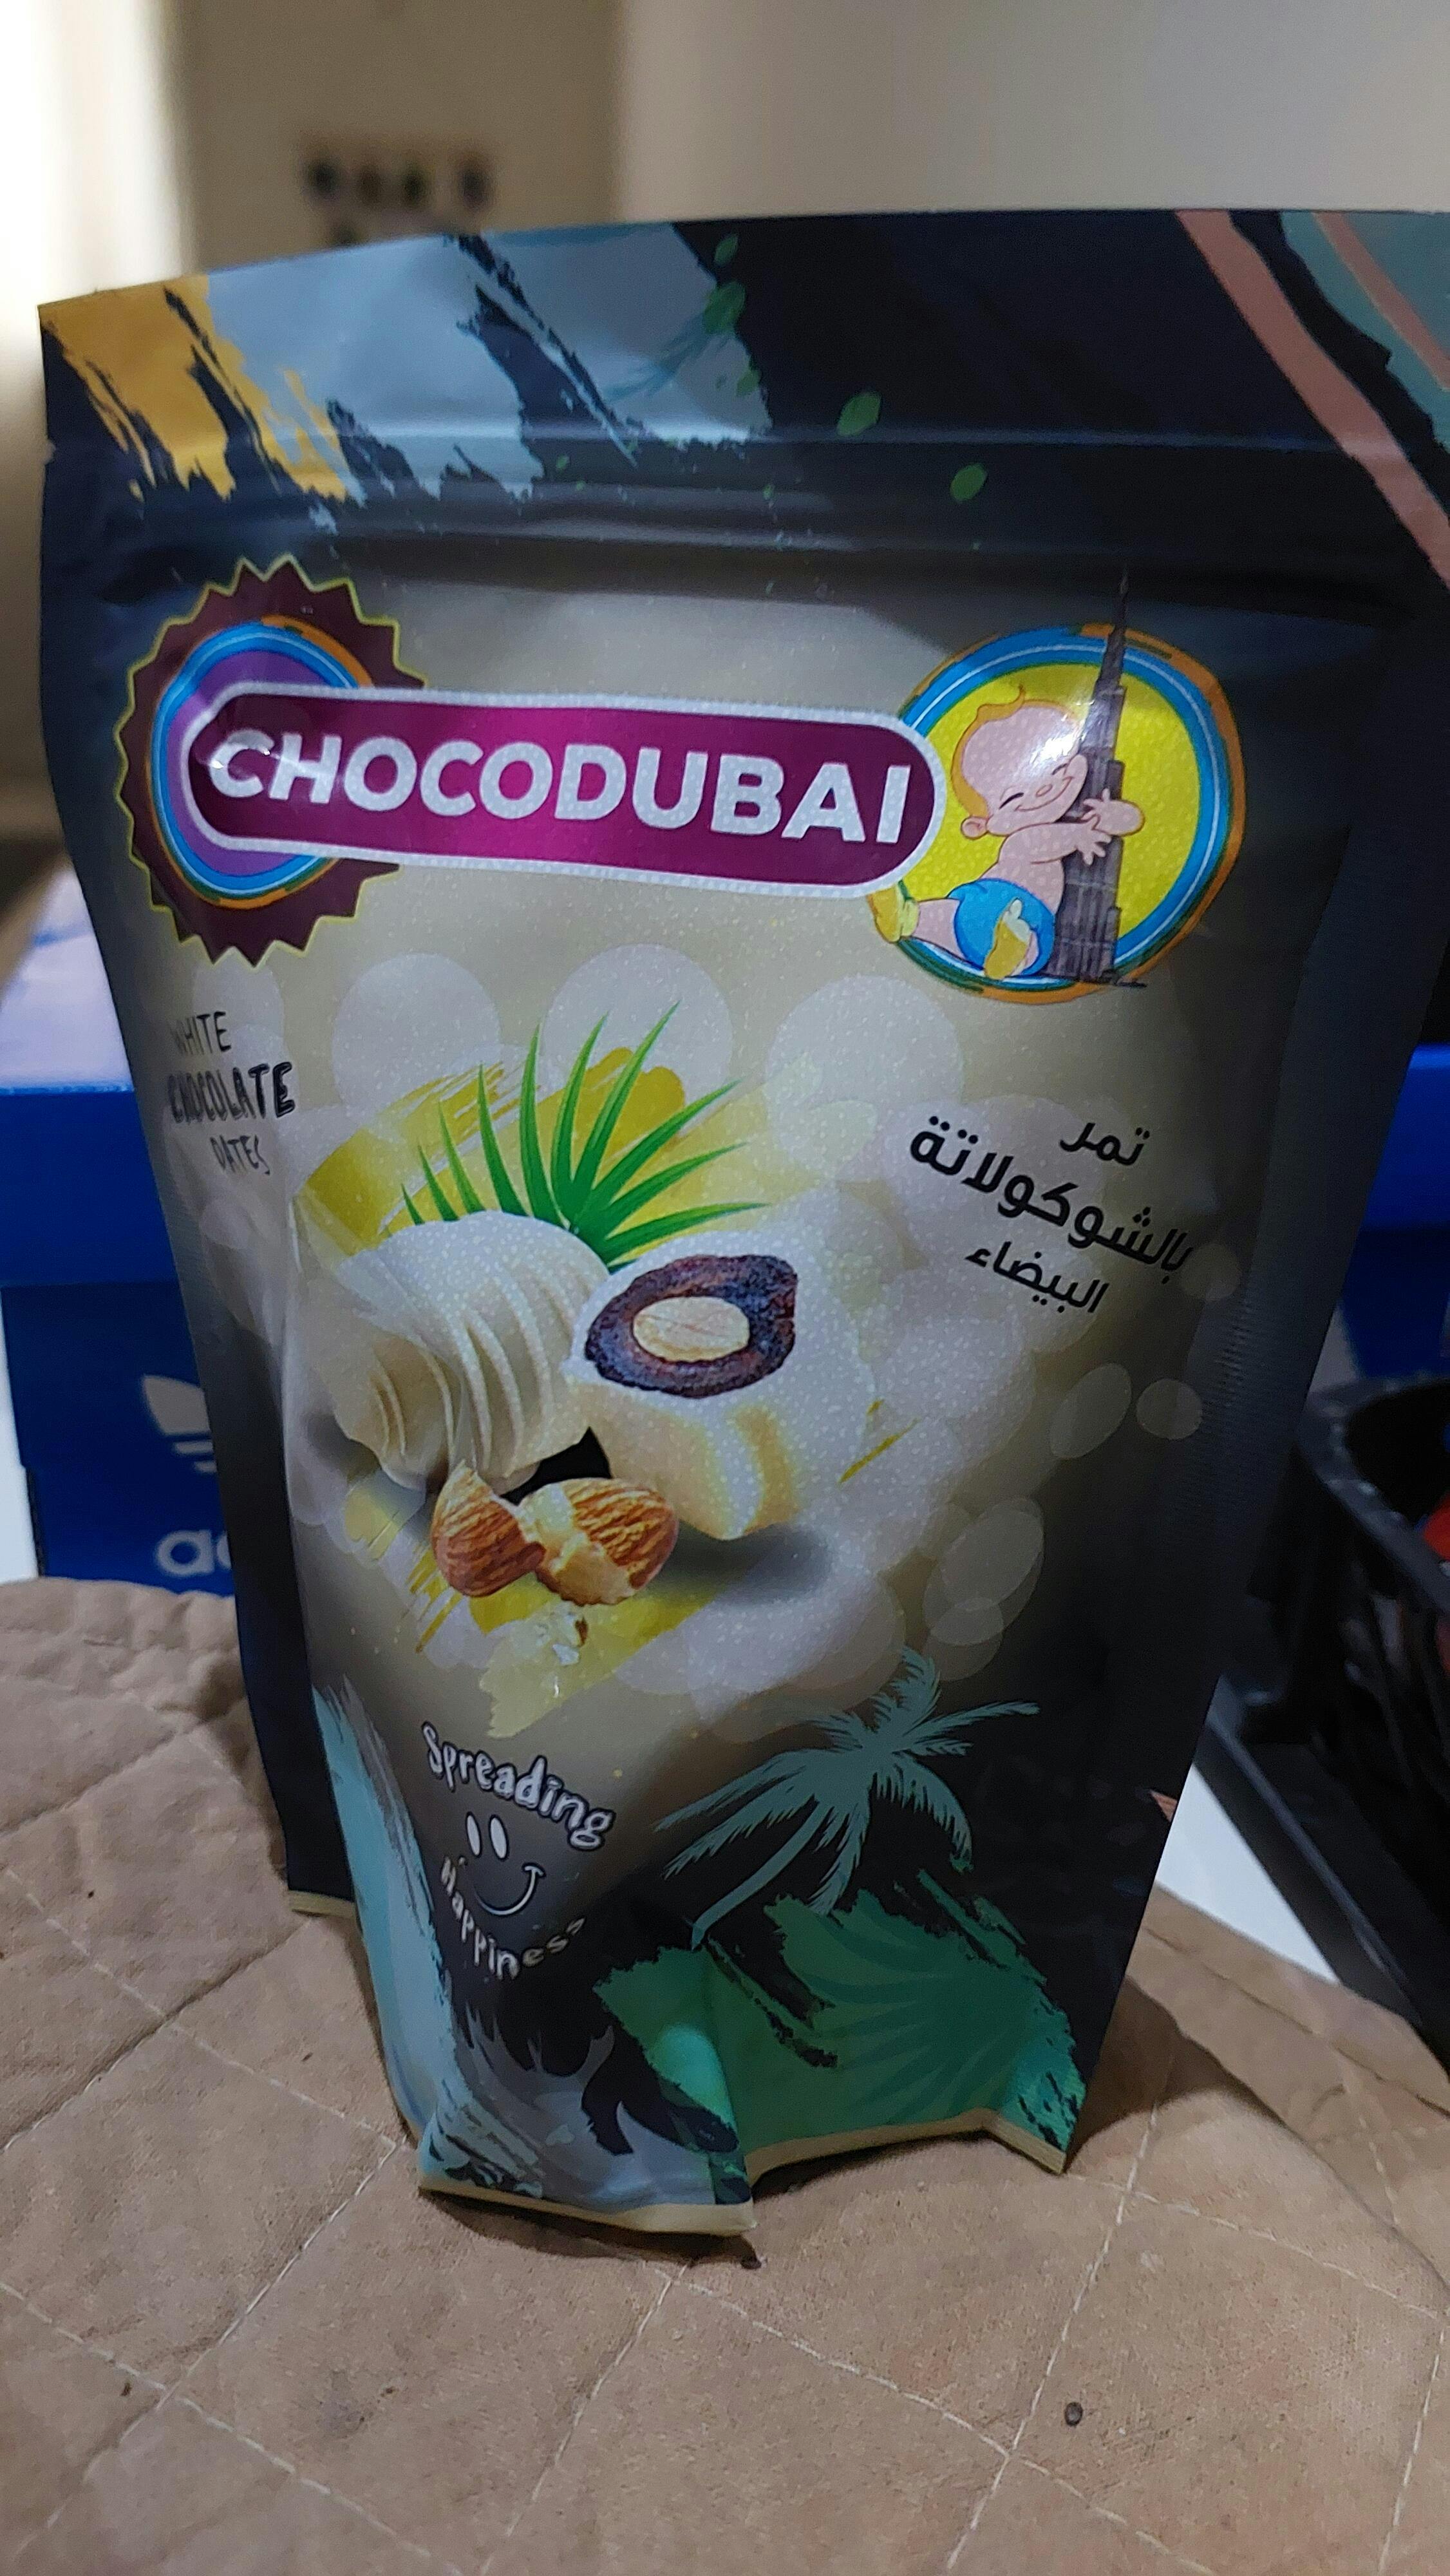 CHOCODUBAI
WHITE
CHOCOLATE
DATES
تمر
بالشوكولاتة
البيضاء
Spreading
Happiness